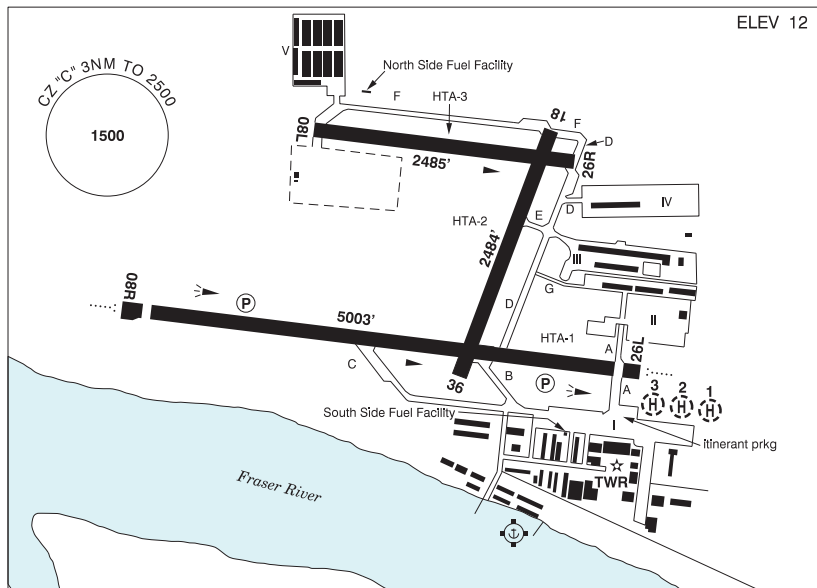 ELEV 12
CZ "C" 3NM TO 2500
1500
V
North Side Fuel Facility
F
HTA-3
18
F
08L
D
26R
2485'
IV
D
E
HTA-2
2484'
III
G
08R
P
D
II
5003'
HTA-1
A
26L
C
B
P
A
3
2
1
36
H
H
H
South Side Fuel Facility
I
Itinerant prkg
TWR
Fraser River